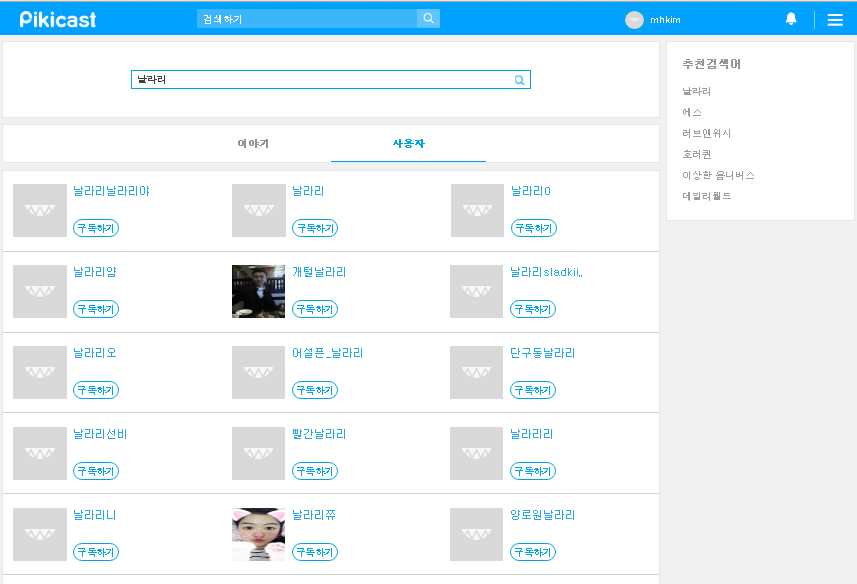 Pikicast
검색하기
mhkim
날라리
이야기
사용자
날라리날라리야
구독하기
날라리
구독하기
날라리0
구독하기
날라리얌
구독하기
개털날라리
구독하기
날라리sladkii,,
구독하기
날라리오
구독하기
어설픈_날라리
구독하기
단구동날라리
구독하기
날라리선비
구독하기
빨간날라리
구독하기
날라리리
구독하기
날라리니
구독하기
날라리쮸
구독하기
양로원날라리
구독하기
추천검색어
날라리
에스
러브앤위시
호러퀸
이상한 옴니버스
데일리월드